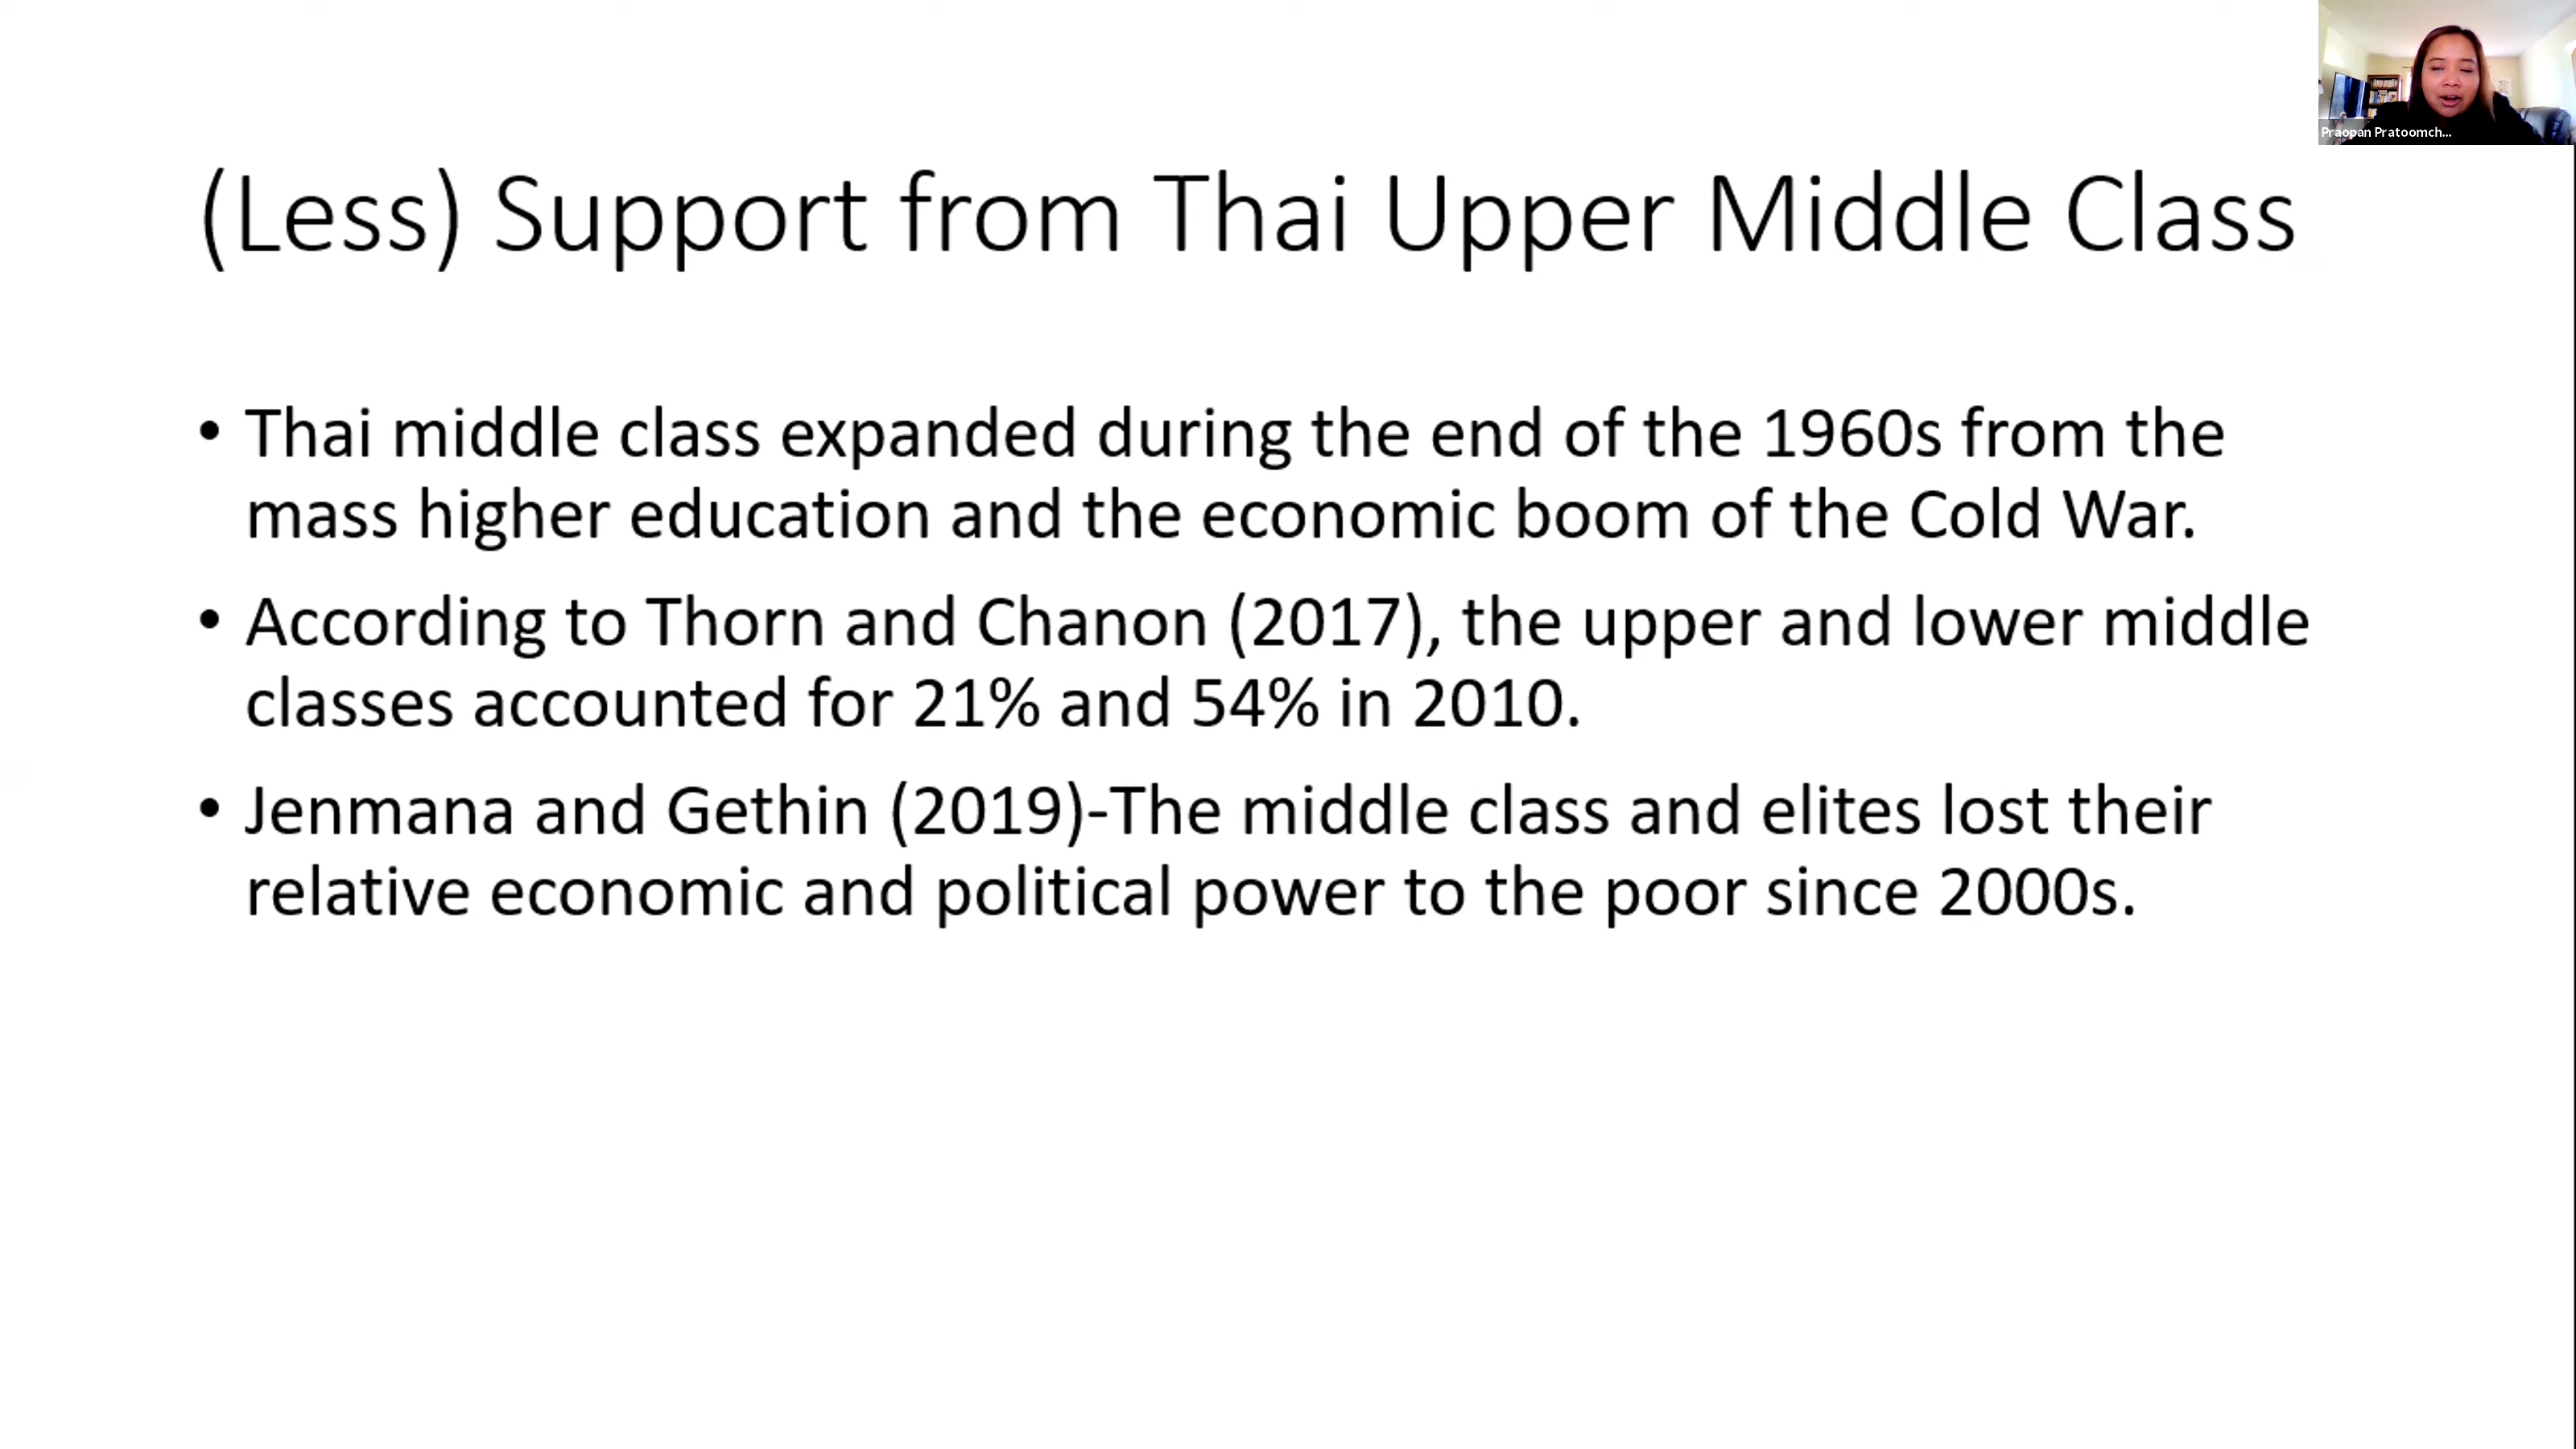 Praopan Pratoomch...
(Less) Support from Thai Upper Middle Class
• Thai middle class expanded during the end of the 1960s from the
mass higher education and the economic boom of the Cold War.
• According to Thorn and Chanon (2017), the upper and lower middle
classes accounted for 21% and 54% in 2010.
• Jenmana and Gethin (2019)-The middle class and elites lost their
relative economic and political power to the poor since 2000s.